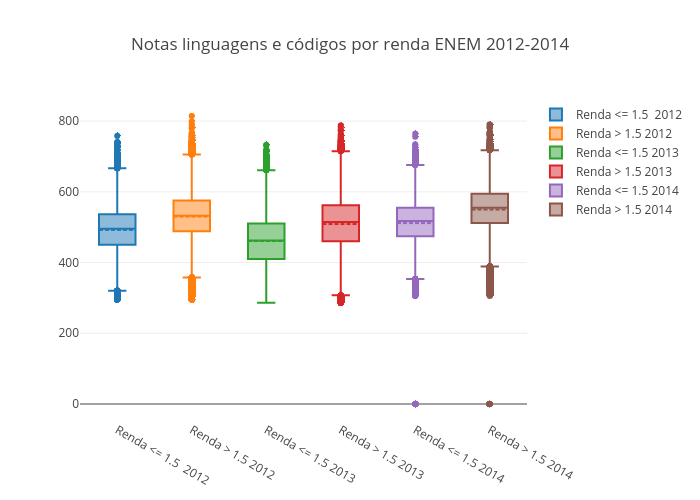 Notas linguagens e códigos por renda ENEM 2012-2014
800
600
400
200
0
Renda <= 1.5  2012
Renda > 1.5 2012
Renda <= 1.5 2013
Renda > 1.5 2013
Renda <= 1.5 2014
Renda > 1.5 2014
Renda <= 1.5  2012
Renda > 1.5 2012
Renda <= 1.5 2013
Renda > 1.5 2013
Renda <= 1.5 2014
Renda > 1.5 2014